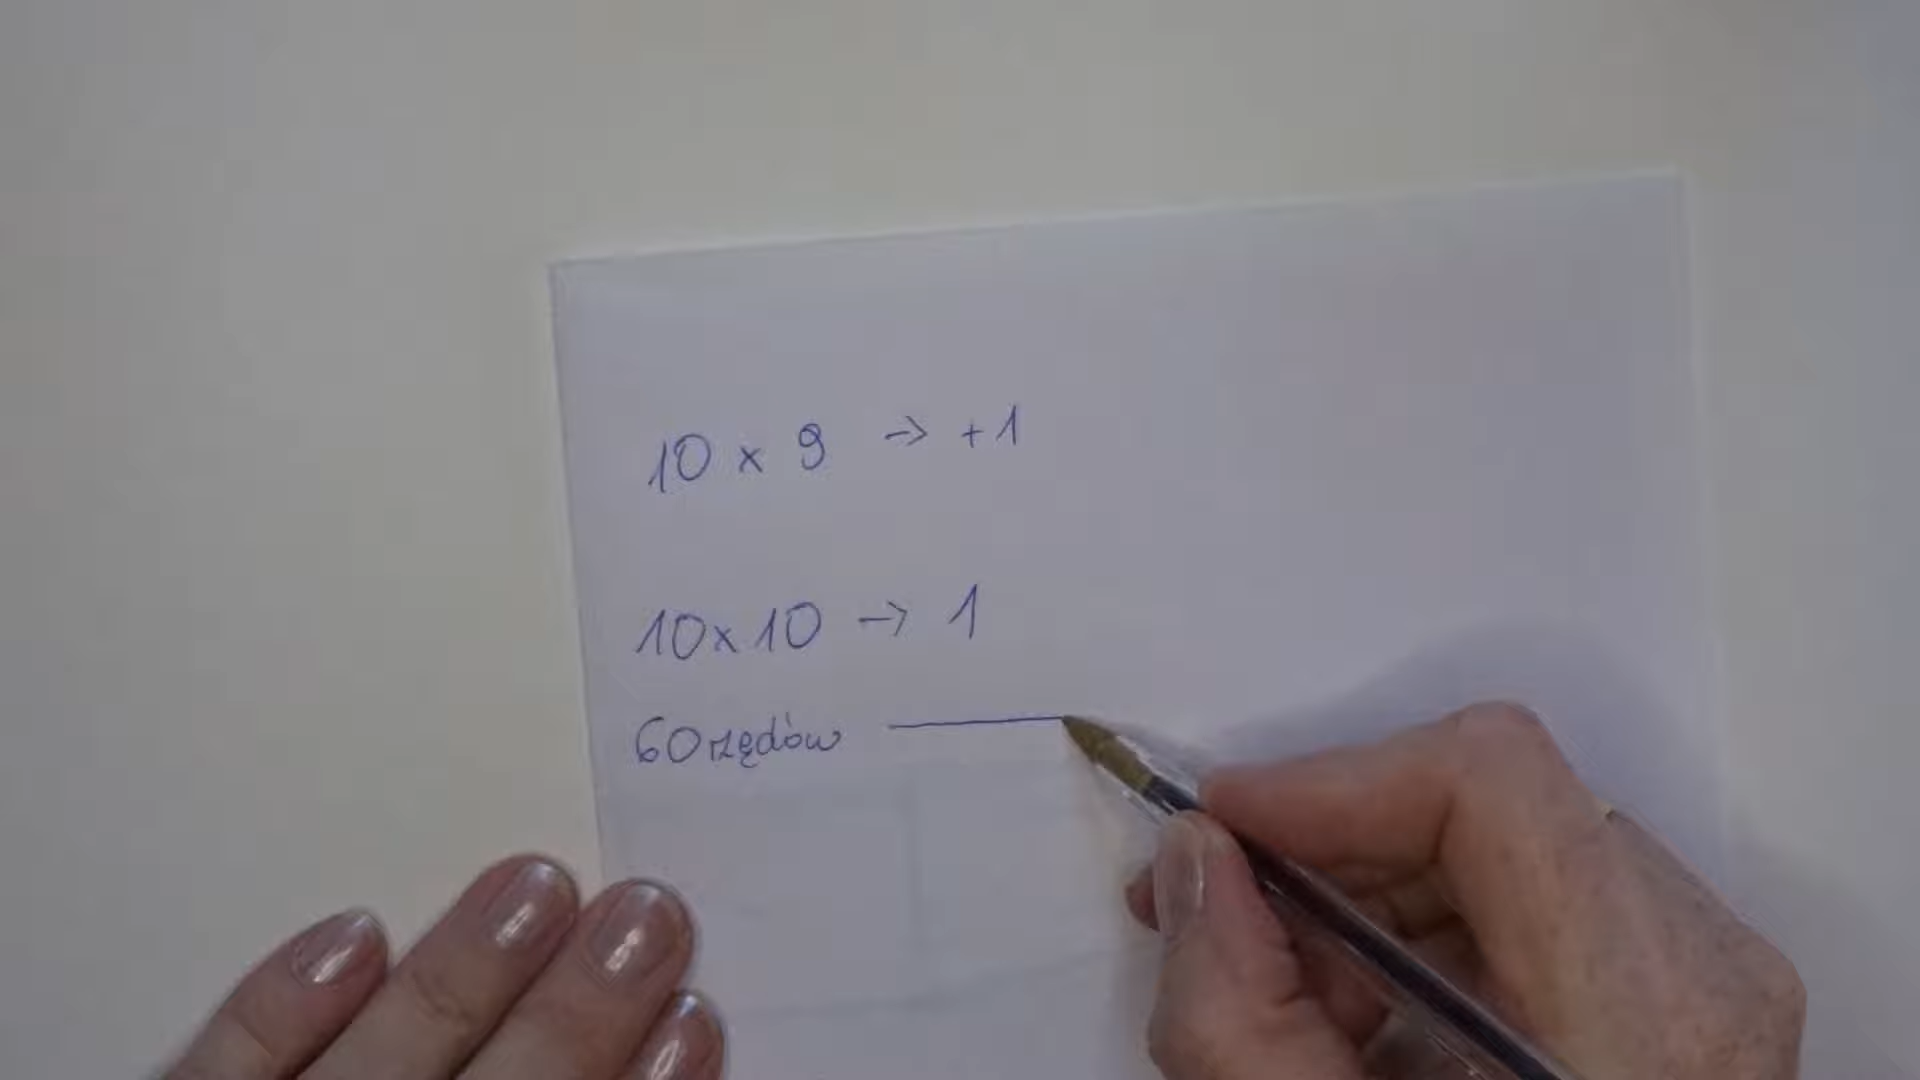 10 x 9 → +1
10x10 → 1
60 rzędów —